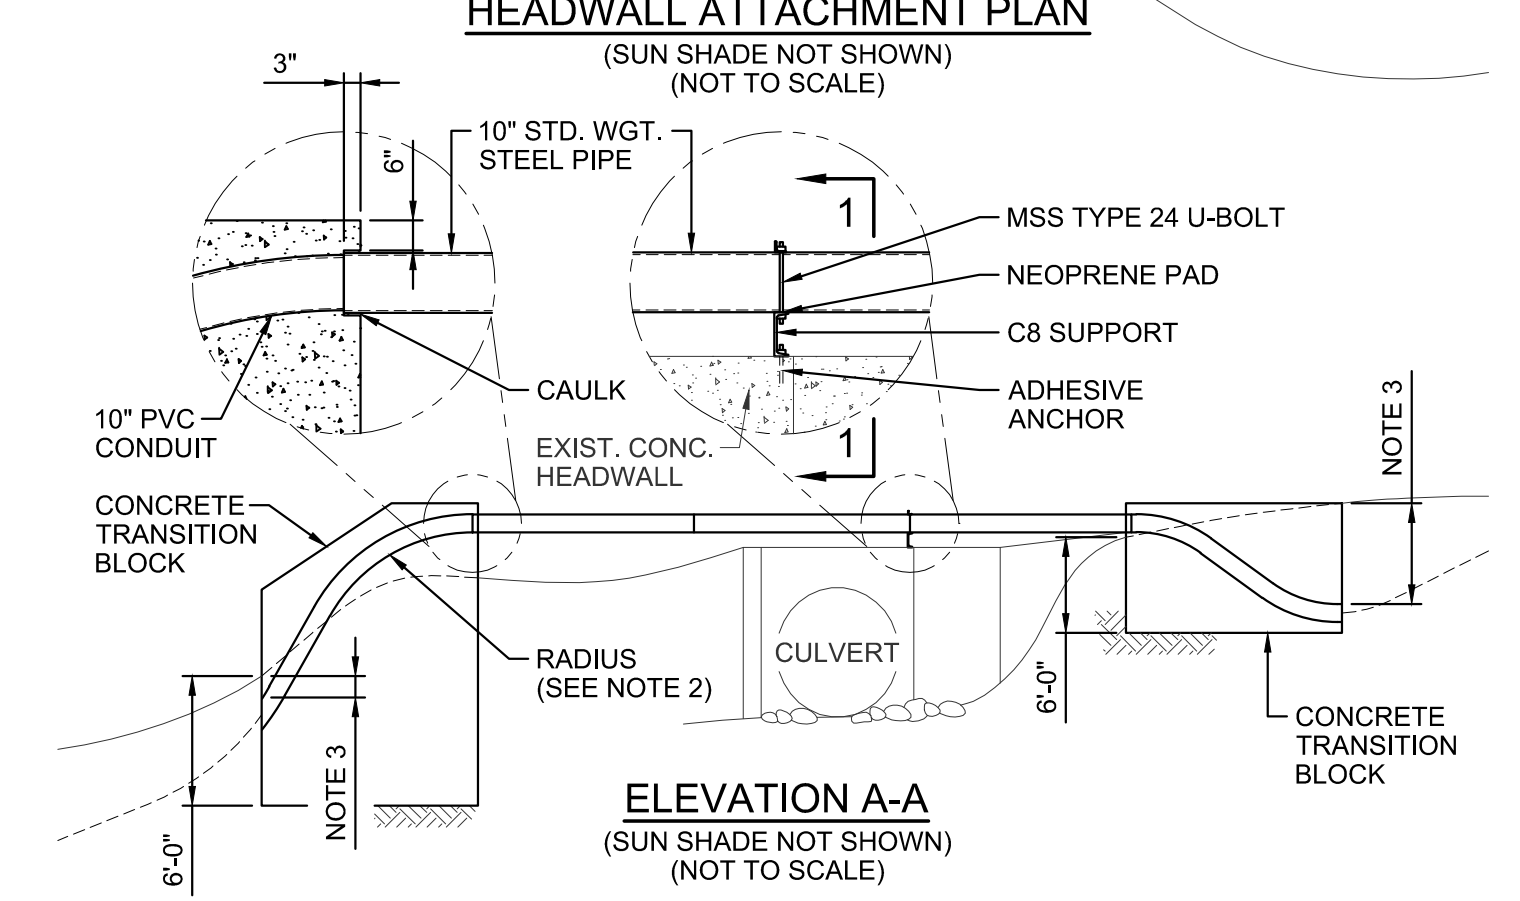 HEADWALL ATTACHMENT PLAN
(SUN SHADE NOT SHOWN)
(NOT TO SCALE)
3"
6"
10" STD. WGT.
STEEL PIPE
1
MSS TYPE 24 U-BOLT
NEOPRENE PAD
C8 SUPPORT
ADHESIVE
ANCHOR
CAULK
10" PVC
CONDUIT
EXIST. CONC.
HEADWALL
1
NOTE 3
CONCRETE
TRANSITION
BLOCK
CULVERT
RADIUS
(SEE NOTE 2)
6'-0"
CONCRETE
TRANSITION
BLOCK
NOTE 3
6'-0"
ELEVATION A-A
(SUN SHADE NOT SHOWN)
(NOT TO SCALE)